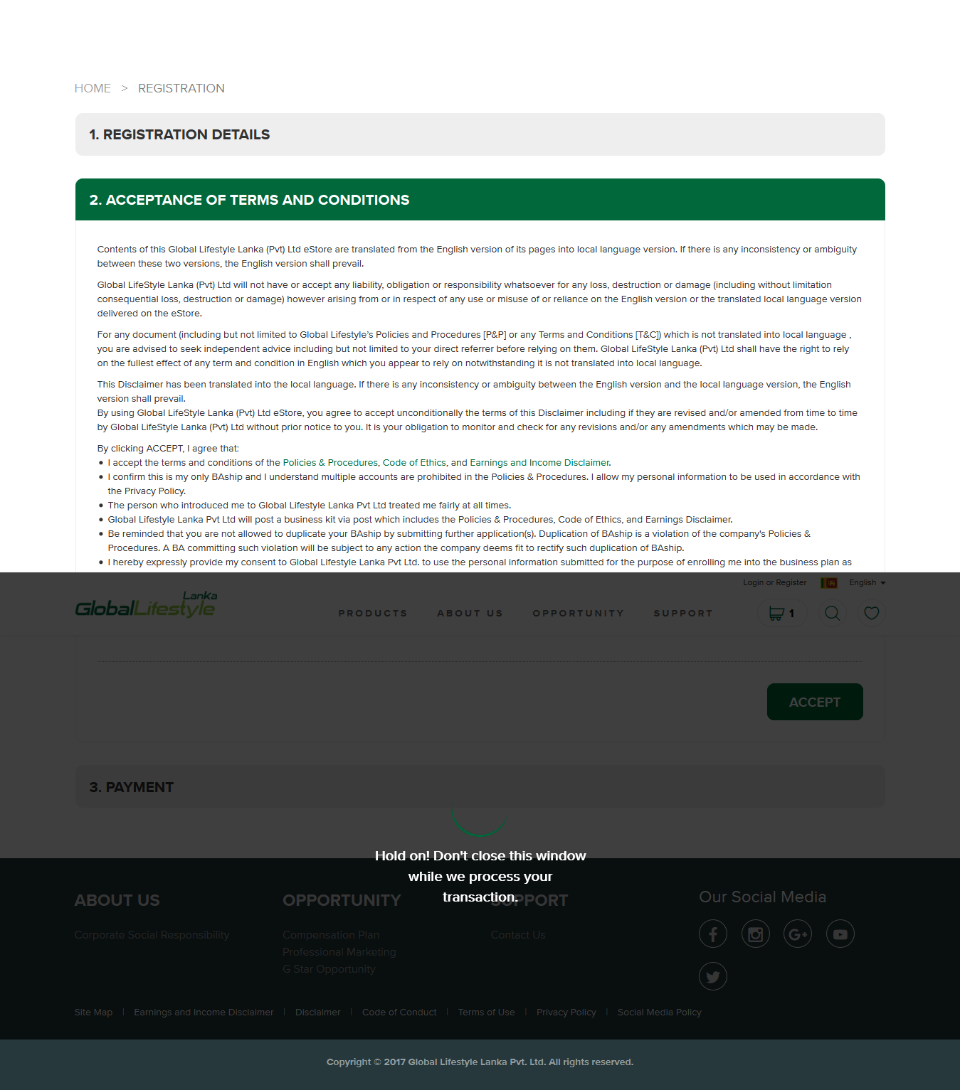 HOME > REGISTRATION
1. REGISTRATION DETAILS
2. ACCEPTANCE OF TERMS AND CONDITIONS
Contents of this Global Lifestyle Lanka (Pvt) Ltd eStore are translated from the English version of its pages into local language version. If there is any inconsistency or ambiguity
between these two versions, the English version shall prevail.
Global LifeStyle Lanka (Pvt) Ltd will not have or accept any liability, obligation or responsibility whatsoever for any loss, destruction or damage (including without limitation
consequential loss, destruction or damage) however arising from or in respect of any use or misuse of or reliance on the English version or the translated local language version
delivered on the eStore.
For any document (including but not limited to Global Lifestyle's Policies and Procedures [P&P] or any Terms and Conditions [T&C]) which is not translated into local language ,
you are advised to seek independent advice including but not limited to your direct referrer before relying on them. Global LifeStyle Lanka (Pvt) Ltd shall have the right to rely
on the fullest effect of any term and condition in English which you appear to rely on notwithstanding it is not translated into local language.
This Disclaimer has been translated into the local language. If there is any inconsistency or ambiguity between the English version and the local language version, the English
version shall prevail.
By using Global LifeStyle Lanka (Pvt) Ltd eStore, you agree to accept unconditionally the terms of this Disclaimer including if they are revised and/or amended from time to time
by Global LifeStyle Lanka (Pvt) Ltd without prior notice to you. It is your obligation to monitor and check for any revisions and/or any amendments which may be made.
By clicking ACCEPT, I agree that:
• I accept the terms and conditions of the Policies & Procedures, Code of Ethics, and Earnings and Income Disclaimer.
• I confirm this is my only BAship and I understand multiple accounts are prohibited in the Policies & Procedures. I allow my personal information to be used in accordance with
the Privacy Policy.
• The person who introduced me to Global Lifestyle Lanka Pvt Ltd treated me fairly at all times.
• Global Lifestyle Lanka Pvt Ltd will post a business kit via post which includes the Policies & Procedures, Code of Ethics, and Earnings Disclaimer.
• Be reminded that you are not allowed to duplicate your BAship by submitting further application(s). Duplication of BAship is a violation of the company's Policies &
Procedures. A BA committing such violation will be subject to any action the company deems fit to rectify such duplication of BAship.
• I hereby expressly provide my consent to Global Lifestyle Lanka Pvt Ltd. to use the personal information submitted for the purpose of enrolling me into the business plan as
Login or Register English
Lanka
GlobalLifestyle
PRODUCTS ABOUT US OPPORTUNITY SUPPORT 1
ACCEPT
3. PAYMENT
Hold on! Don't close this window
while we process your
transaction.
ABOUT US OPPORTUNITY SUPPORT Our Social Media
Corporate Social Responsibility Compensation Plan Contact Us
Professional Marketing
G Star Opportunity
Site Map | Earnings and Income Disclaimer | Disclaimer | Code of Conduct | Terms of Use | Privacy Policy | Social Media Policy
Copyright © 2017 Global Lifestyle Lanka Pvt. Ltd. All rights reserved.